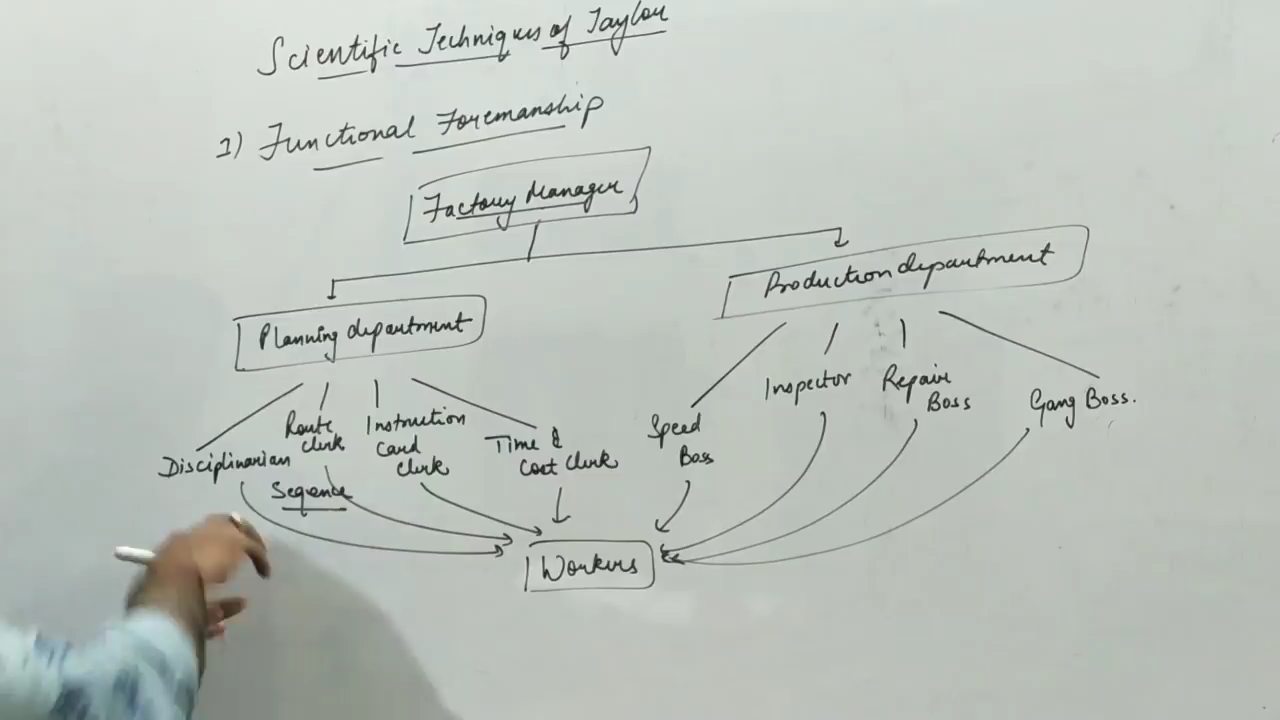 Scientific Techniques of Taylor
1) Functional Foremanship
Factory Manager
Planning department
Production department
Disciplinarian
Route
Clerk
Sequence
Instruction
Card
Clerk
Time &
Cost Clerk
Speed
Boss
Inspector
Repair
Boss
Gang Boss.
Workers